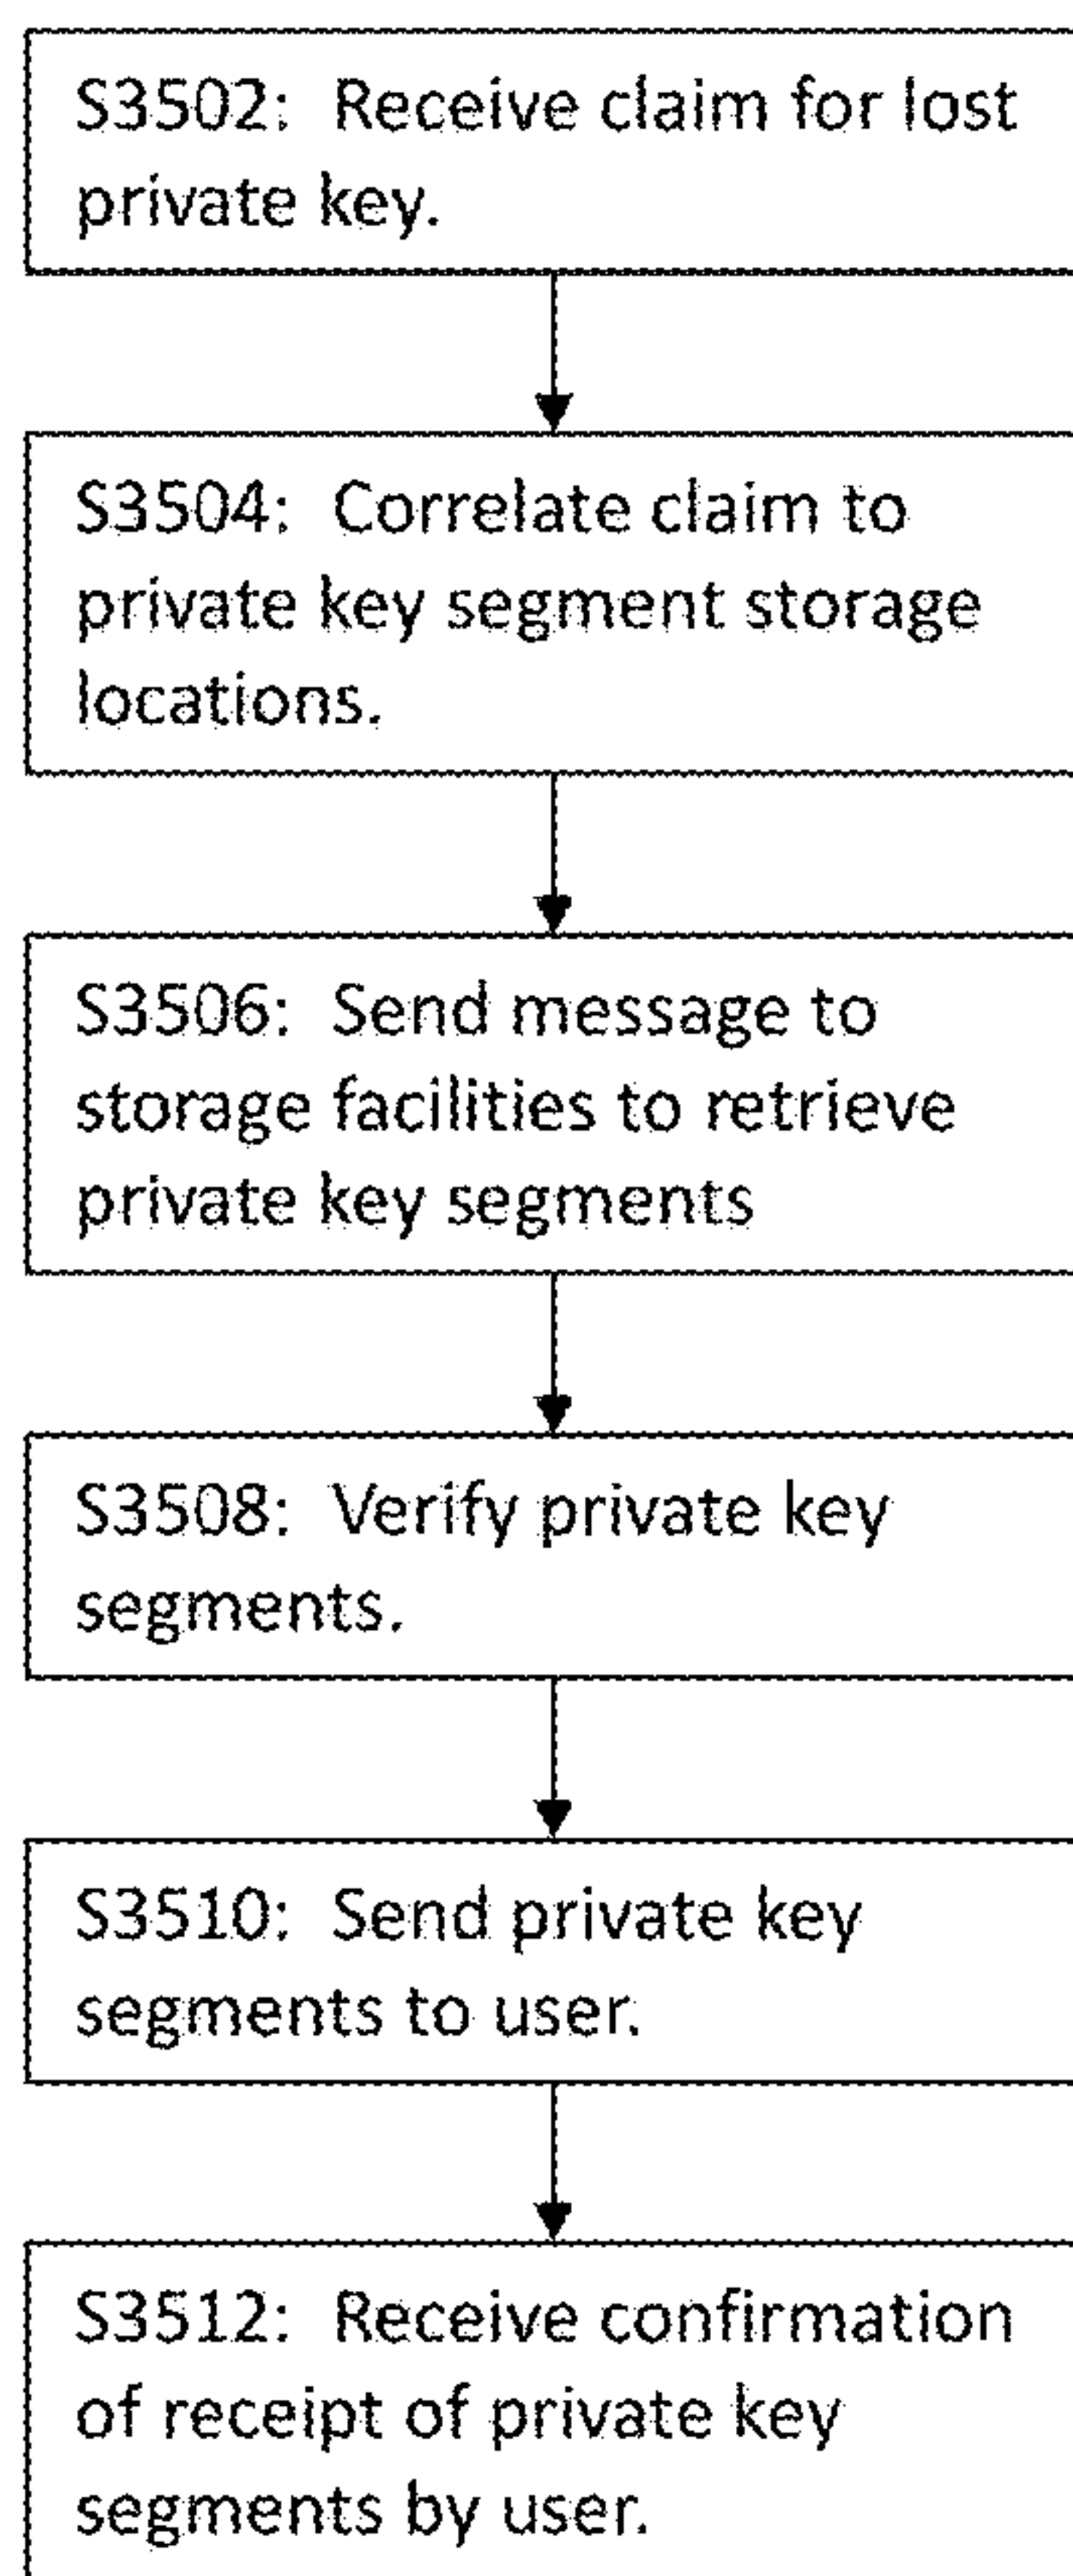 S3502: Receive claim for lost
private key.
S3504: Correlate claim to
private key segment storage
locations.
S3506: Send message to
storage facilities to retrieve
private key segments
S3508: Verify private key
segments.
S3510: Send private key
segments to user.
S3512: Receive confirmation
of receipt of private key
segments by user.